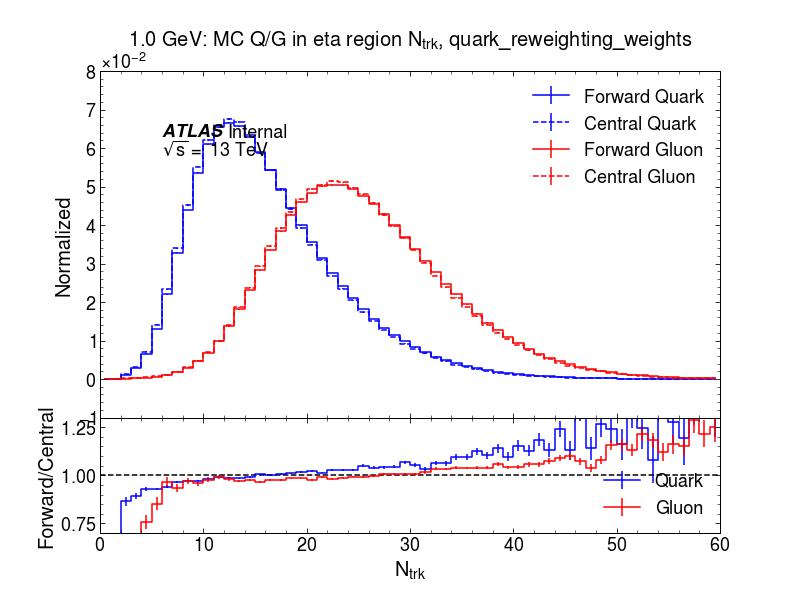 1.0 GeV: MC Q/G in eta region N_trk, quark_reweighting_weights
×10⁻²
8
7
6
5
4
3
2
1
0
1
Normalized
ATLAS Internal
√s = 13 TeV
Forward Quark
Central Quark
Forward Gluon
Central Gluon
1.25
1.00
0.75
Forward/Central
Quark
Gluon
0 10 20 30 40 50 60
N_trk